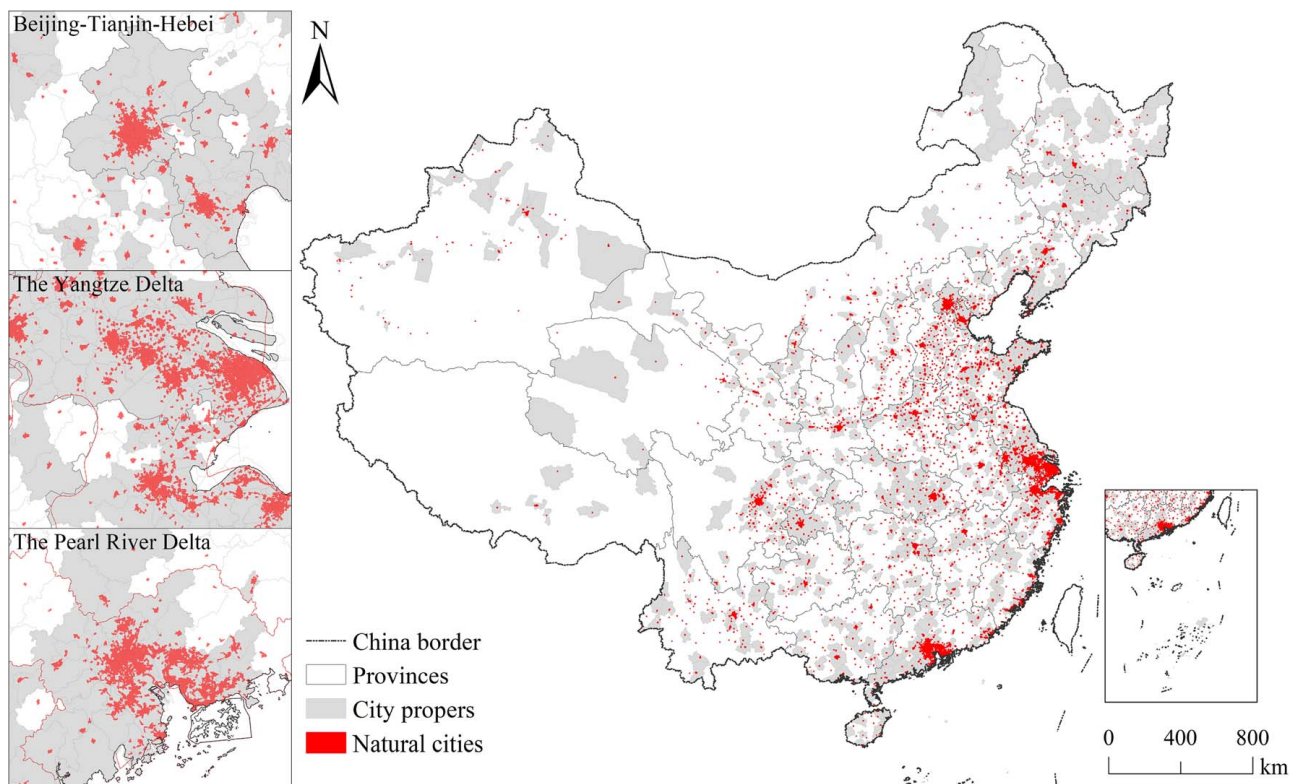 Beijing-Tianjin-Hebei
The Yangtze Delta
The Pearl River Delta
N
China border
Provinces
City propers
Natural cities
0 400 800
km